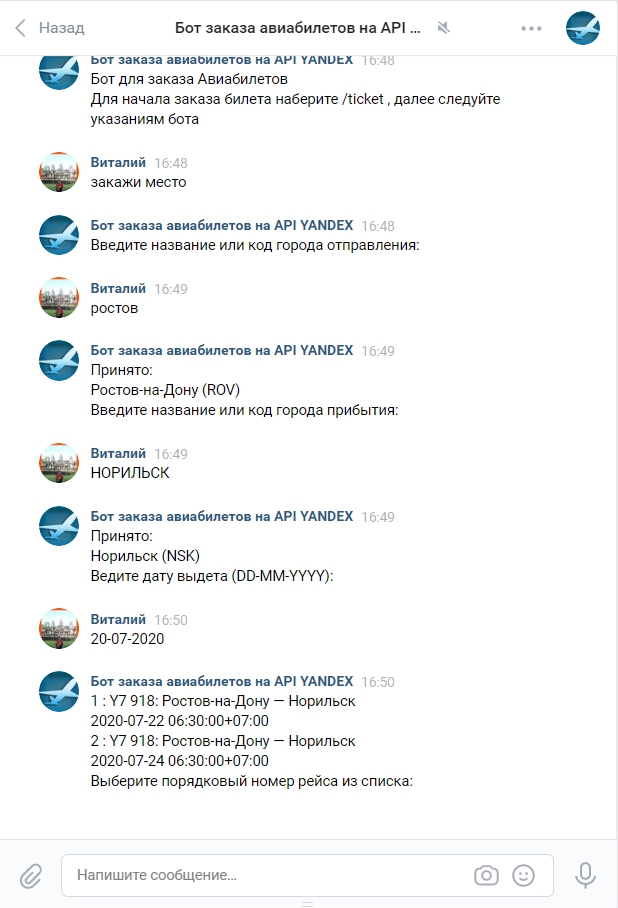 Назад
Бот заказа авиабилетов на API ...
Бот заказа авиабилетов на API YANDEX 16:48
Бот для заказа Авиабилетов
Для начала заказа билета наберите /ticket , далее следуйте
указаниям бота
Виталий 16:48
закажи место
Бот заказа авиабилетов на API YANDEX 16:48
Введите название или код города отправления:
Виталий 16:49
ростов
Бот заказа авиабилетов на API YANDEX 16:49
Принято:
Ростов-на-Дону (ROV)
Введите название или код города прибытия:
Виталий 16:49
НОРИЛЬСК
Бот заказа авиабилетов на API YANDEX 16:49
Принято:
Норильск (NSK)
Ведите дату выдета (DD-MM-YYYY):
Виталий 16:50
20-07-2020
Бот заказа авиабилетов на API YANDEX 16:50
1 : Y7 918: Ростов-на-Дону — Норильск
2020-07-22 06:30:00+07:00
2 : Y7 918: Ростов-на-Дону — Норильск
2020-07-24 06:30:00+07:00
Выберите порядковый номер рейса из списка:
Напишите сообщение...